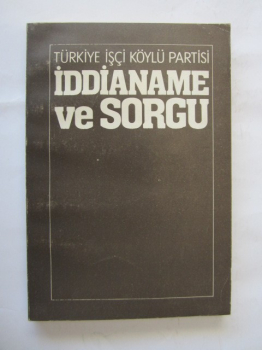 TÜRKİYE İŞÇİ KÖYLÜ PARTİSİ
İDDİANAME
ve SORGU